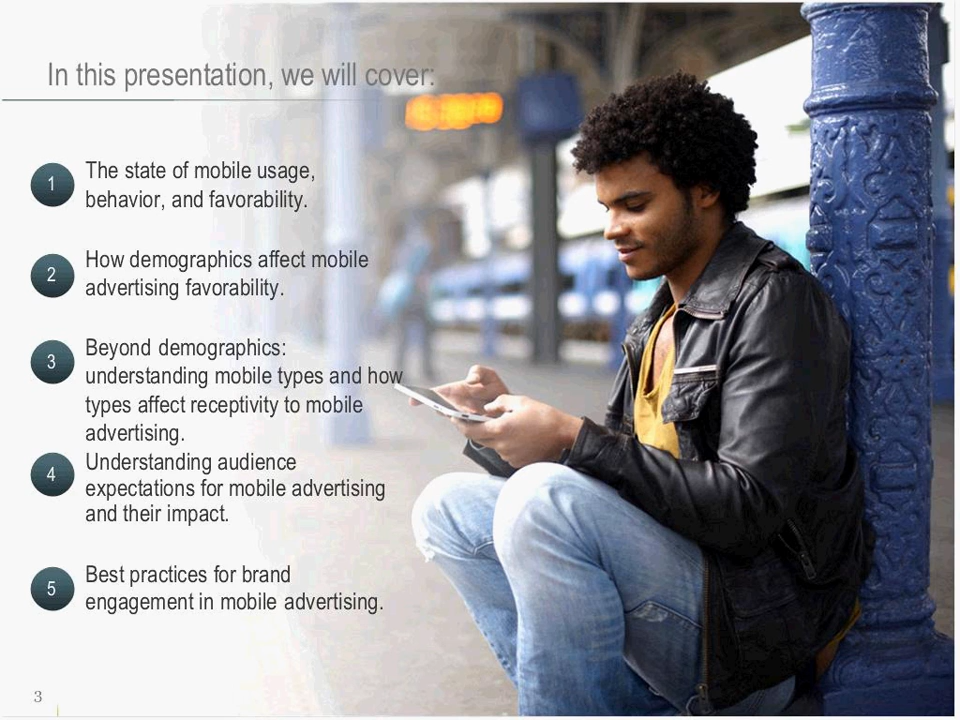 In this presentation, we will cover:
1
The state of mobile usage,
behavior, and favorability.
2
How demographics affect mobile
advertising favorability.
3
Beyond demographics:
understanding mobile types and how
types affect receptivity to mobile
advertising.
4
Understanding audience
expectations for mobile advertising
and their impact.
5
Best practices for brand
engagement in mobile advertising.
3